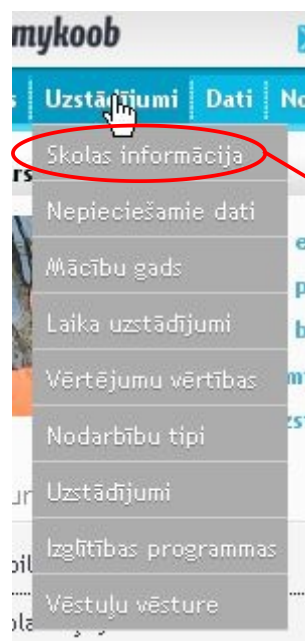 mykoob
Uzstādījumi Dati
Skolas informācija
Nepieciešamie dati
Mācību gads
Laika uzstādījumi
Vērtējumu vērtības
Nodarbību tipi
Uzstādījumi
Izglītības programmas
Vēstuļu vēsture